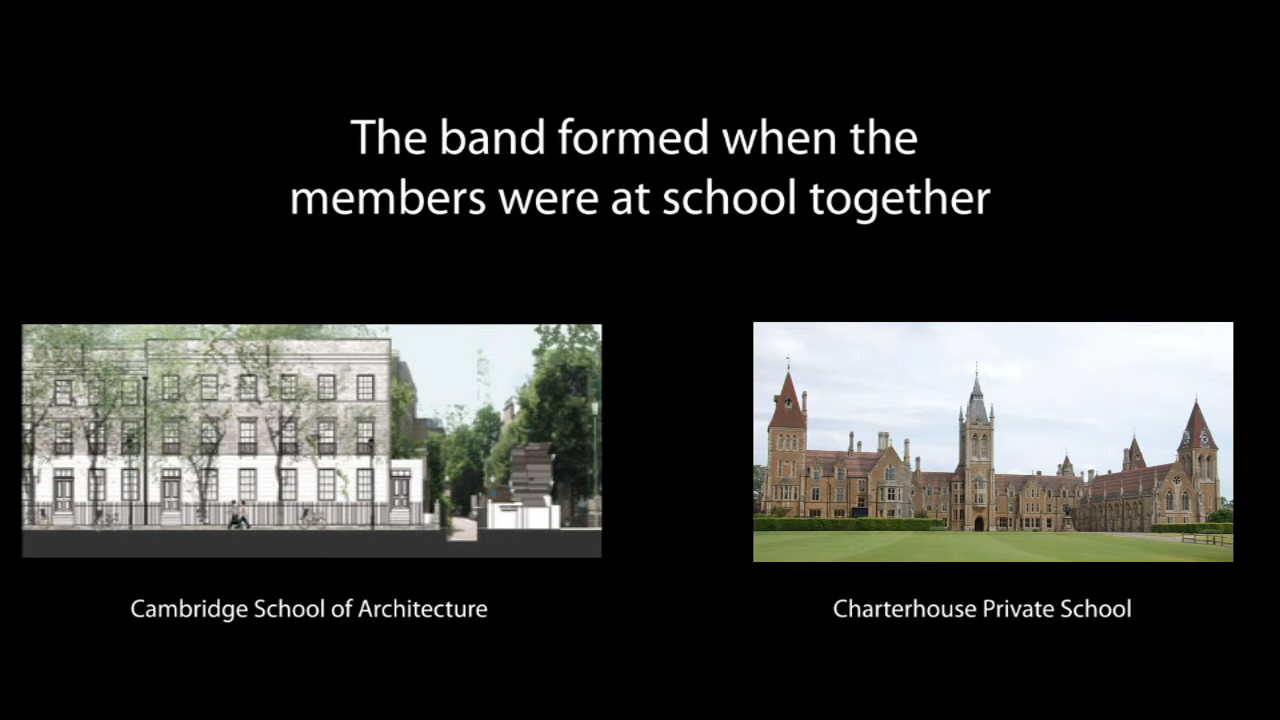 The band formed when the
members were at school together
Cambridge School of Architecture
Charterhouse Private School